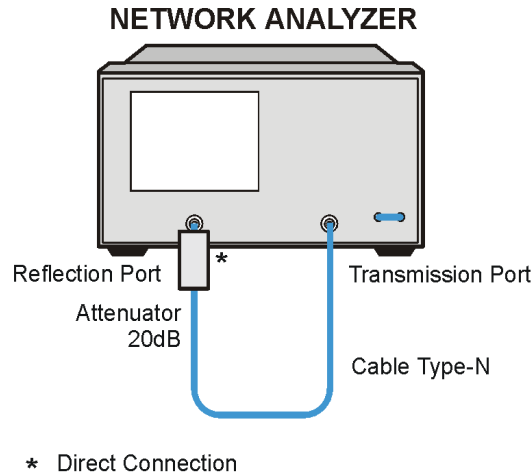 NETWORK ANALYZER
*
Reflection Port
Transmission Port
Attenuator
20dB
Cable Type-N
* Direct Connection